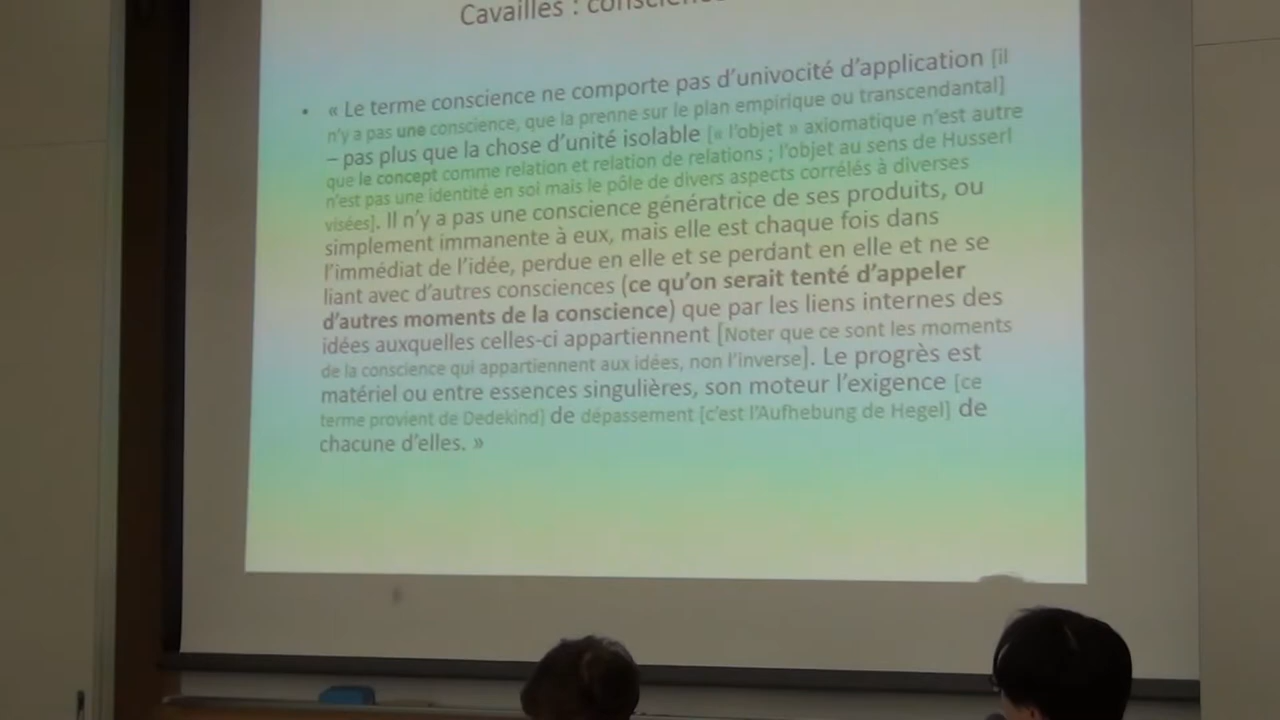 Cavaillès : conscience
• « Le terme conscience ne comporte pas d'univocité d'application [il
n'y a pas une conscience, que la prenne sur le plan empirique ou transcendantal]
– pas plus que la chose d'unité isolable [« l'objet » axiomatique n'est autre
que le concept comme relation et relation de relations ; l'objet au sens de Husserl
n'est pas une identité en soi mais le pôle de divers aspects corrélés à diverses
visées]. Il n'y a pas une conscience génératrice de ses produits, ou
simplement immanente à eux, mais elle est chaque fois dans
l'immédiat de l'idée, perdue en elle et se perdant en elle et ne se
liant avec d'autres consciences (ce qu'on serait tenté d'appeler
d'autres moments de la conscience) que par les liens internes des
idées auxquelles celles-ci appartiennent [Noter que ce sont les moments
de la conscience qui appartiennent aux idées, non l'inverse]. Le progrès est
matériel ou entre essences singulières, son moteur l'exigence [ce
terme provient de Dedekind] de dépassement [c'est l'Aufhebung de Hegel] de
chacune d'elles. »